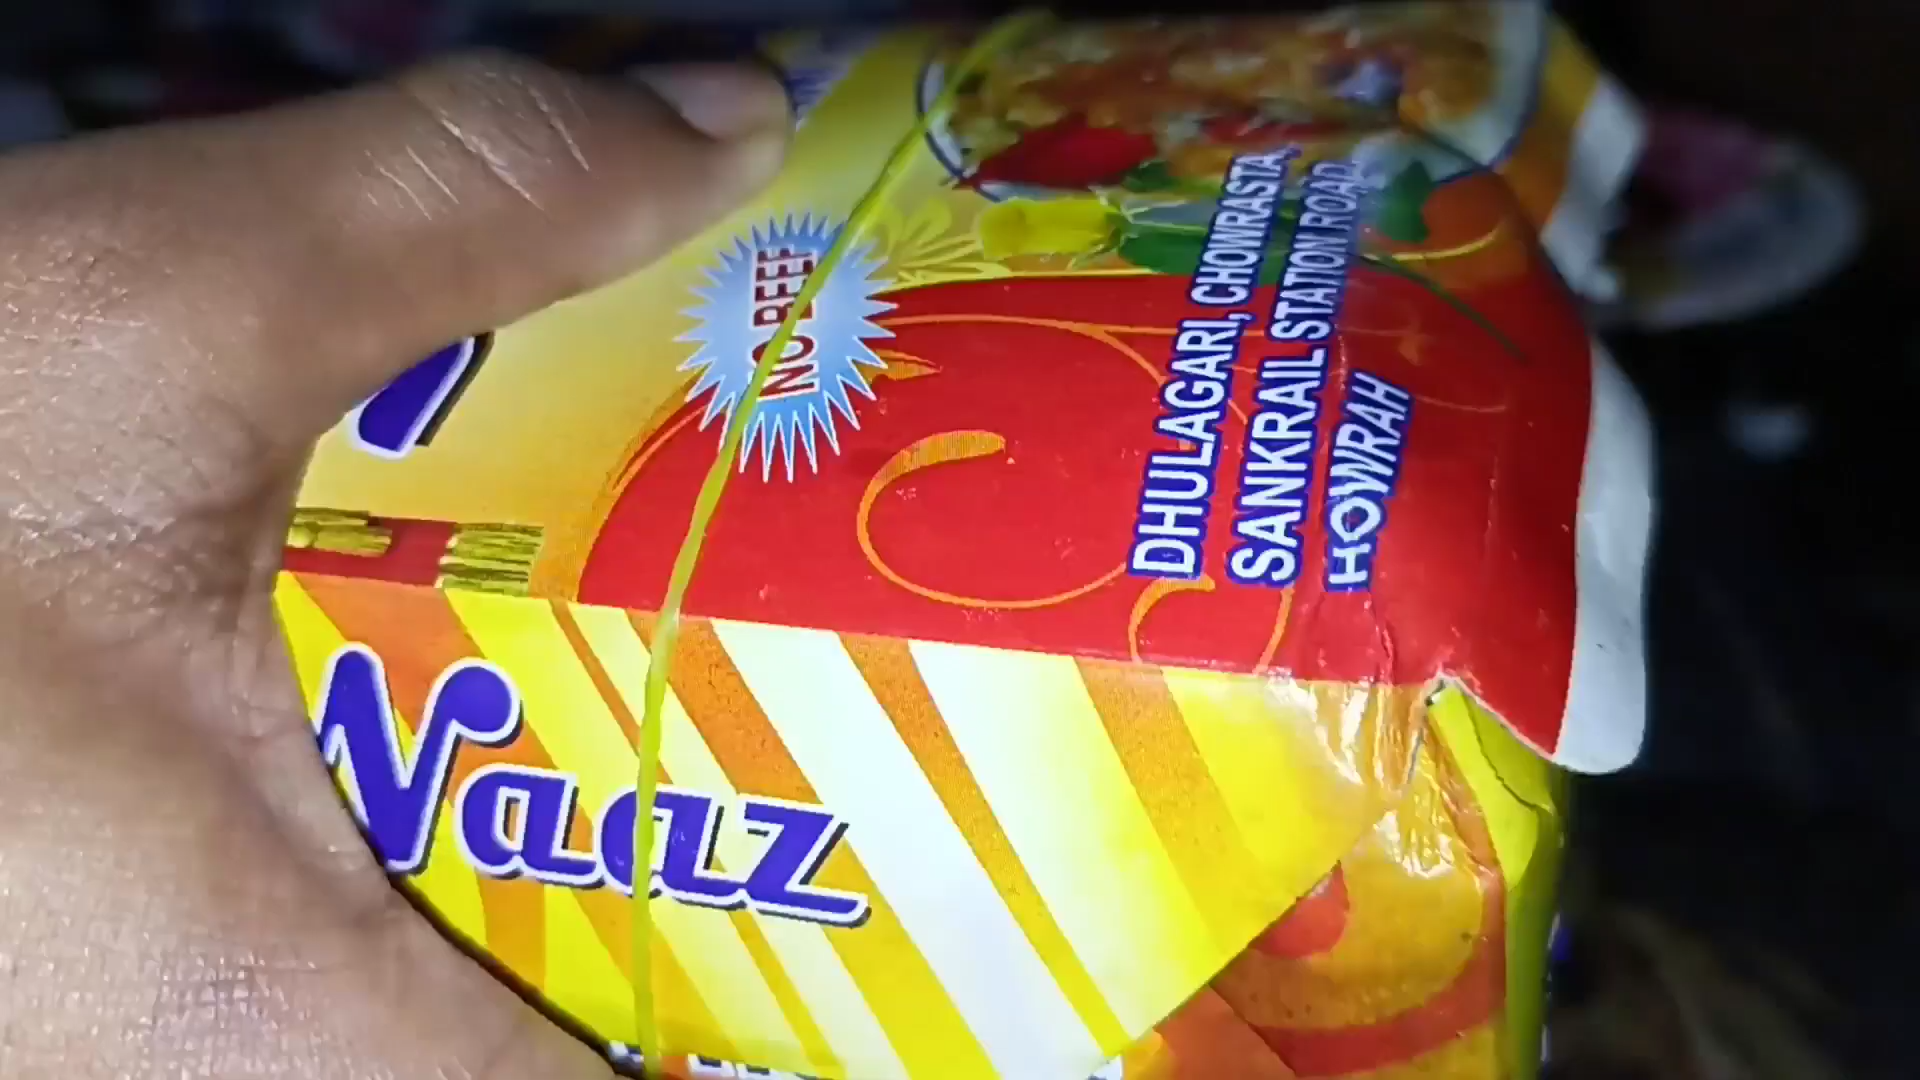 NO BEEF
DHULAGARI, CHOWRASTA,
SANKRAIL STATION ROAD,
HOWRAH
Naaz